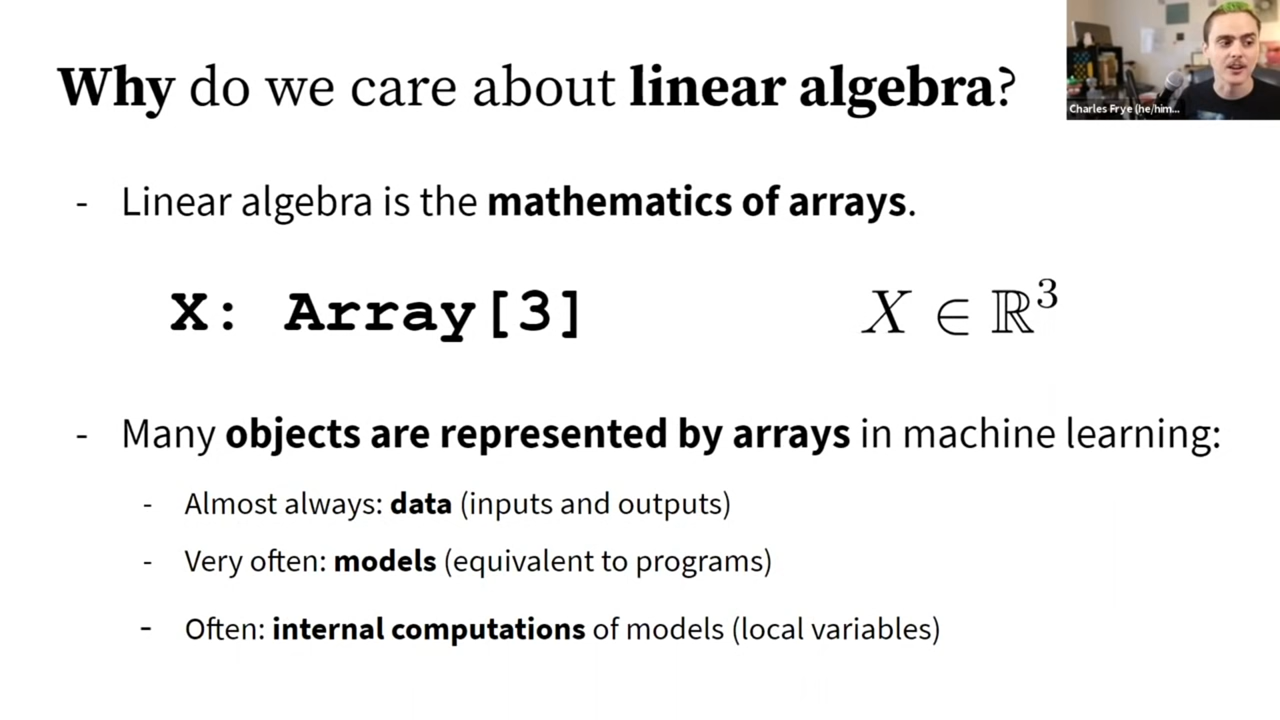 Why do we care about linear algebra?
Charles Frye (he/him...
- Linear algebra is the mathematics of arrays.
X: Array[3] X ∈ ℝ³
- Many objects are represented by arrays in machine learning:
- Almost always: data (inputs and outputs)
- Very often: models (equivalent to programs)
- Often: internal computations of models (local variables)